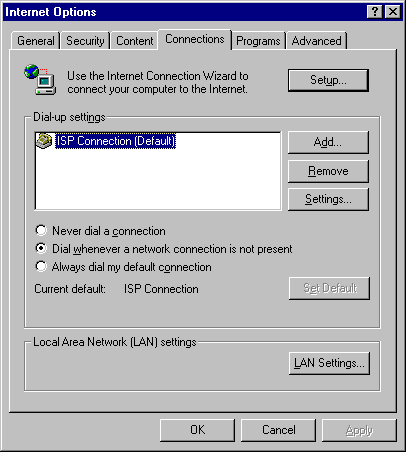 Internet Options
General Security Content Connections Programs Advanced
Use the Internet Connection Wizard to
connect your computer to the Internet.
Setup...
Dial-up settings
ISP Connection (Default)
Add...
Remove
Settings...
Never dial a connection
Dial whenever a network connection is not present
Always dial my default connection
Current default: ISP Connection
Set Default
Local Area Network (LAN) settings
LAN Settings...
OK Cancel Apply